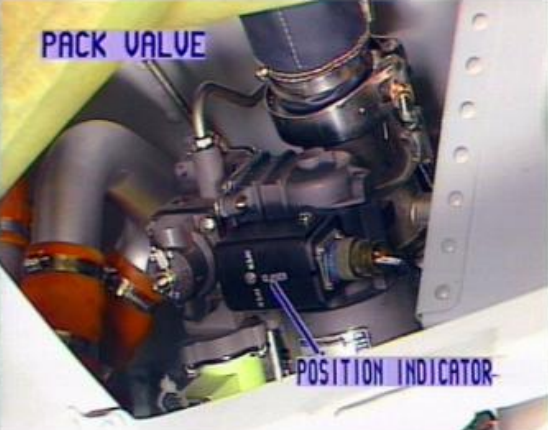 PACK VALVE
POSITION INDICATOR